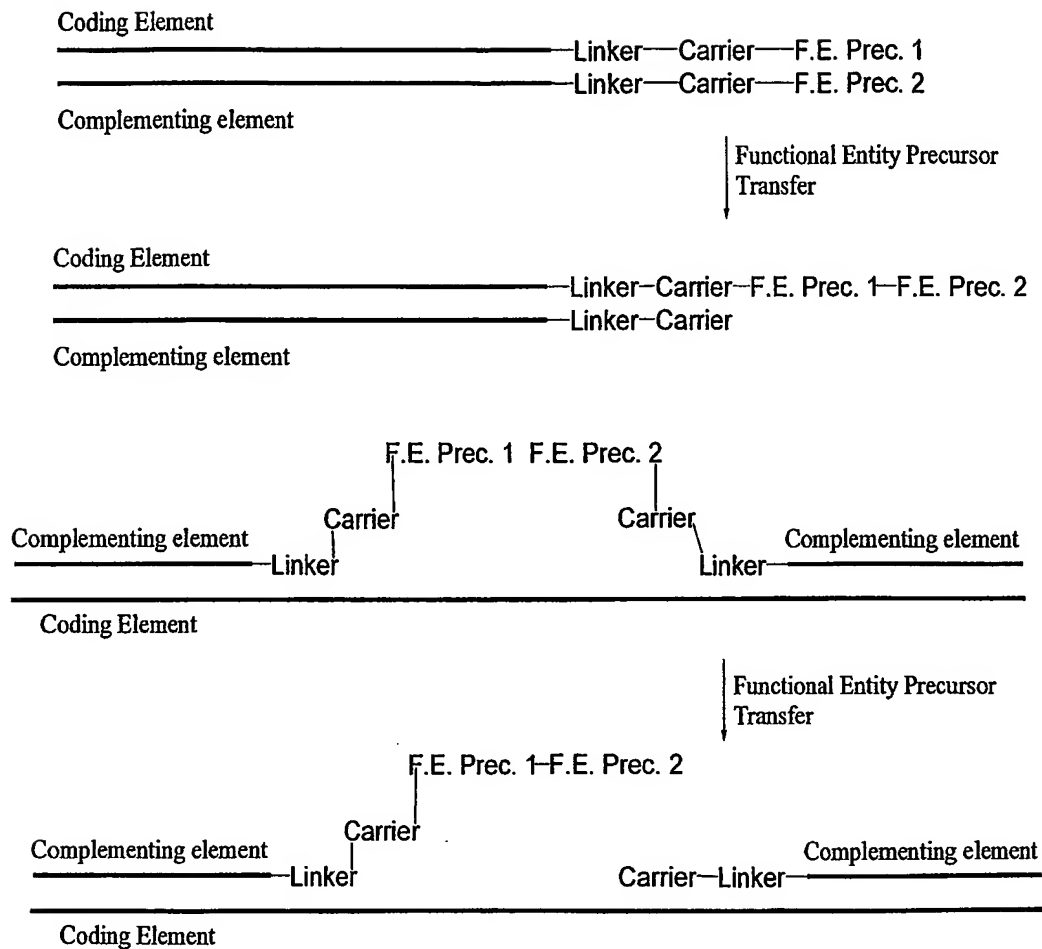 Coding Element
Linker—Carrier—F.E. Prec. 1
Linker—Carrier—F.E. Prec. 2
Complementing element
Functional Entity Precursor
Transfer
Coding Element
Linker—Carrier—F.E. Prec. 1—F.E. Prec. 2
Linker—Carrier
Complementing element
F.E. Prec. 1 F.E. Prec. 2
Carrier Carrier
Complementing element Complementing element
Linker Linker
Coding Element
Functional Entity Precursor
Transfer
F.E. Prec. 1—F.E. Prec. 2
Carrier
Complementing element Complementing element
Linker Carrier—Linker
Coding Element